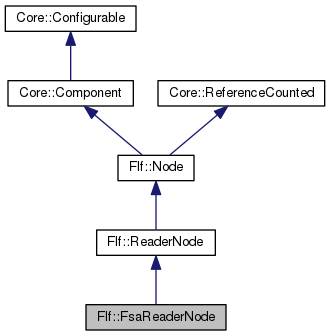 Core::Configurable
Core::Component
Core::ReferenceCounted
Flf::Node
Flf::ReaderNode
Flf::FsaReaderNode